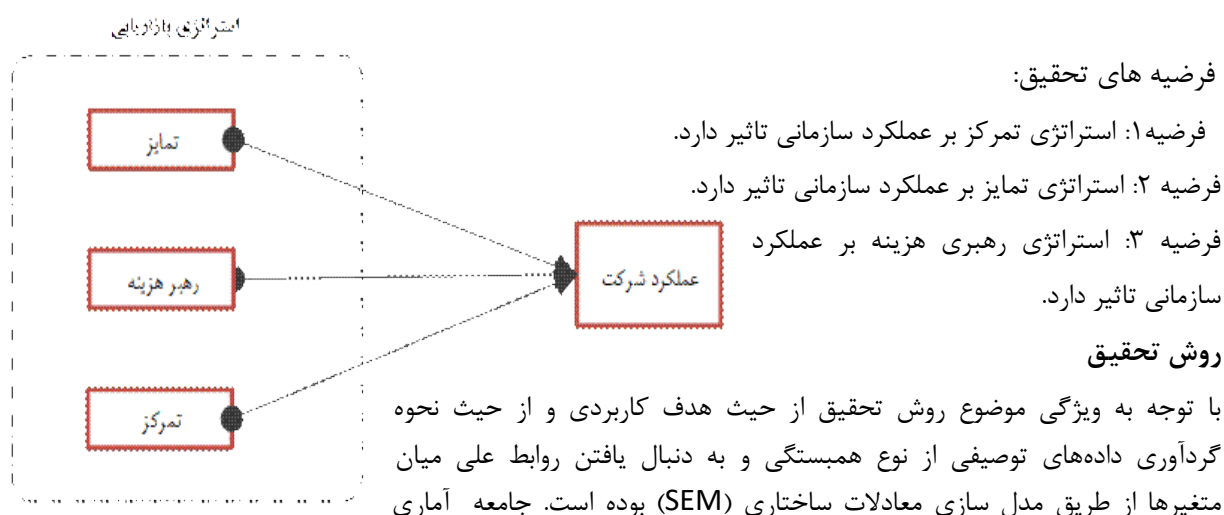 استراتژی بازاریابی
تمایز
رهبر هزینه
تمرکز
عملکرد شرکت
فرضیه های تحقیق:
فرضیه۱: استراتژی تمرکز بر عملکرد سازمانی تاثیر دارد.
فرضیه ۲: استراتژی تمایز بر عملکرد سازمانی تاثیر دارد.
فرضیه ۳: استراتژی رهبری هزینه بر عملکرد
سازمانی تاثیر دارد.
روش تحقیق
با توجه به ویژگی موضوع روش تحقیق از حیث هدف کاربردی و از حیث نحوه
گردآوری داده‌های توصیفی از نوع همبستگی و به دنبال یافتن روابط علی میان
متغیرها از طریق مدل سازی معادلات ساختاری (SEM) بوده است. جامعه آماری